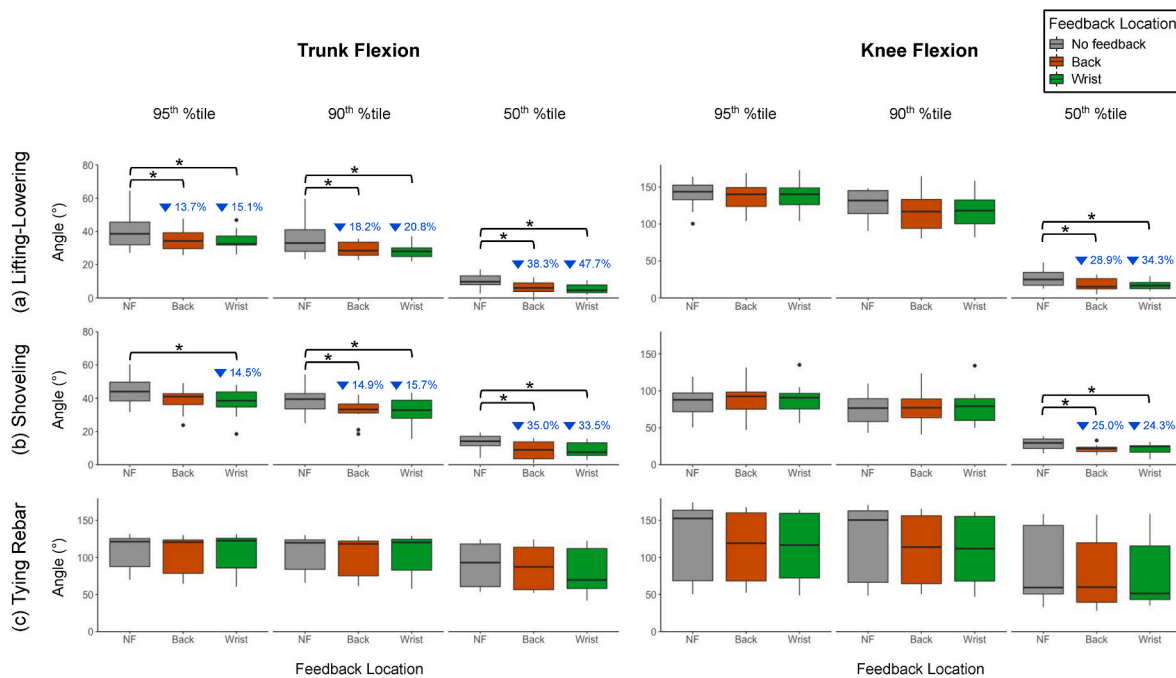 Feedback Location
No feedback
Back
Wrist
Trunk Flexion
Knee Flexion
95th %tile
90th %tile
50th %tile
95th %tile
90th %tile
50th %tile
(a) Lifting-Lowering
Angle (°)
80
60
40
20
0
* * 13.7% 15.1%
NF Back Wrist
* * 18.2% 20.8%
NF Back Wrist
* * 38.3% 47.7%
NF Back Wrist
150
100
50
0
NF Back Wrist
NF Back Wrist
* * 28.9% 34.3%
NF Back Wrist
(b) Shoveling
Angle (°)
80
60
40
20
0
* 14.5%
NF Back Wrist
* * 14.9% 15.7%
NF Back Wrist
* * 35.0% 33.5%
NF Back Wrist
150
100
50
0
NF Back Wrist
NF Back Wrist
* * 25.0% 24.3%
NF Back Wrist
(c) Tying Rebar
Angle (°)
150
100
50
0
NF Back Wrist
NF Back Wrist
NF Back Wrist
150
100
50
0
NF Back Wrist
NF Back Wrist
NF Back Wrist
Feedback Location
Feedback Location